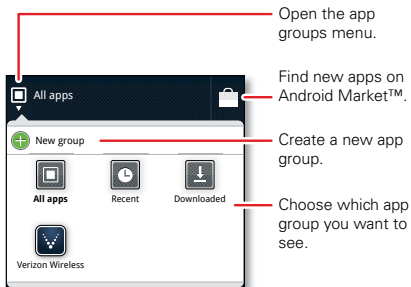 Open the app
groups menu.
All apps
Find new apps on
Android Market™.
New group
Create a new app
group.
All apps
Recent
Downloaded
Choose which app
group you want to
see.
Verizon Wireless